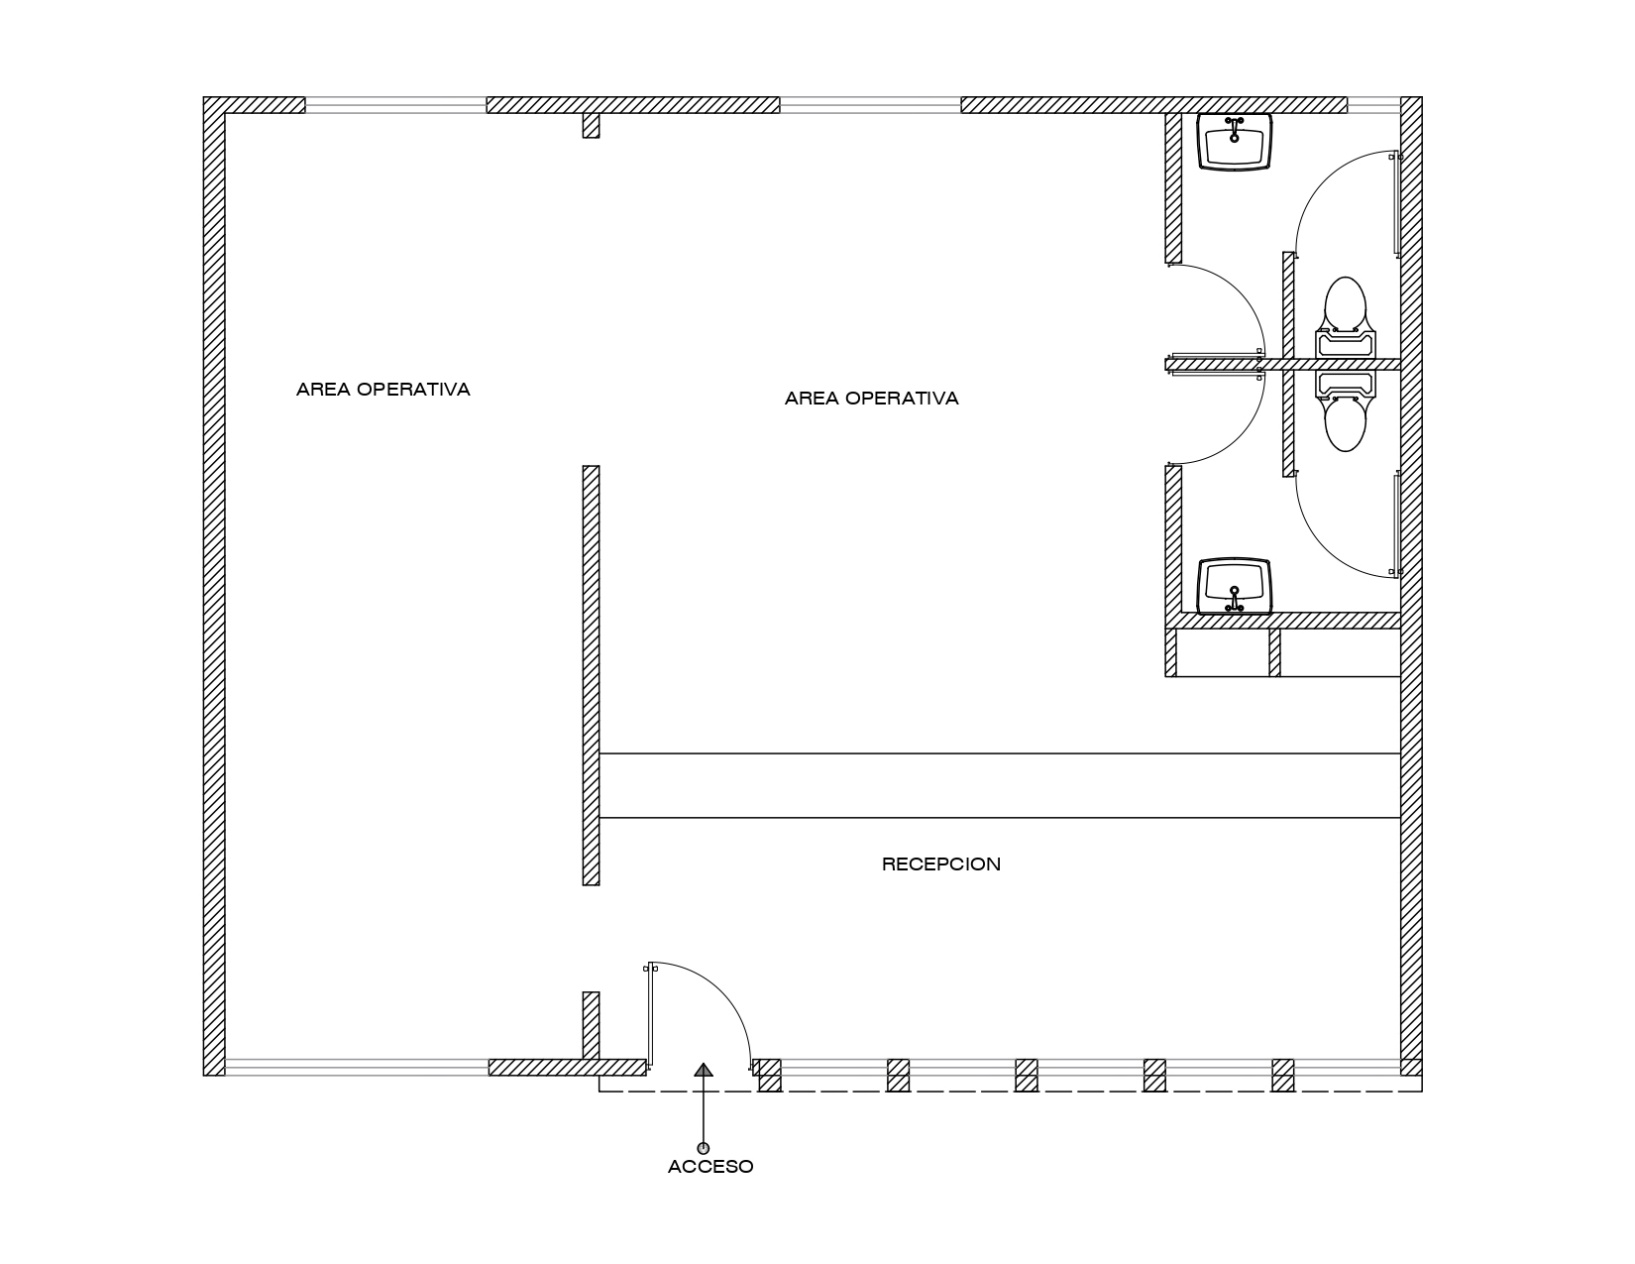 AREA OPERATIVA
AREA OPERATIVA
RECEPCION
ACCESO